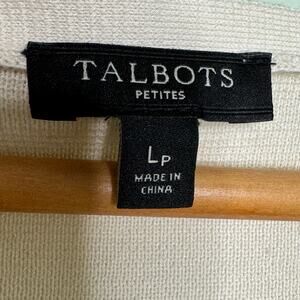 TALBOTS
PETITES
LP
MADE IN
CHINA